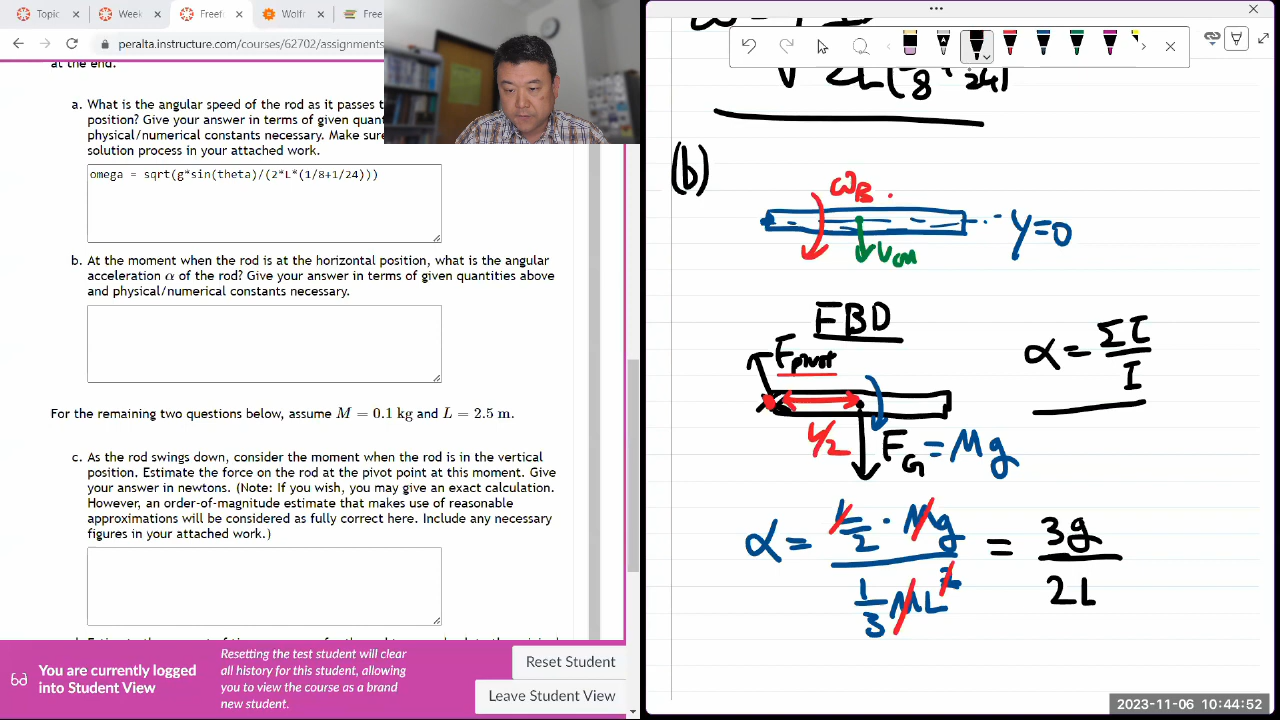 Topic
Week
Freef
Wolfr
Freef
peralta.instructure.com/courses/62702/assignments
at the end.
a. What is the angular speed of the rod as it passes t
position? Give your answer in terms of given quant
physical/numerical constants necessary. Make sure
solution process in your attached work.
omega = sqrt(g*sin(theta)/(2*L*(1/8+1/24)))
b. At the moment when the rod is at the horizontal position, what is the angular
acceleration α of the rod? Give your answer in terms of given quantities above
and physical/numerical constants necessary.
For the remaining two questions below, assume M = 0.1 kg and L = 2.5 m.
c. As the rod swings down, consider the moment when the rod is in the vertical
position. Estimate the force on the rod at the pivot point at this moment. Give
your answer in newtons. (Note: If you wish, you may give an exact calculation.
However, an order-of-magnitude estimate that makes use of reasonable
approximations will be considered as fully correct here. Include any necessary
figures in your attached work.)
You are currently logged
into Student View
Resetting the test student will clear
all history for this student, allowing
you to view the course as a brand
new student.
Reset Student
Leave Student View
(b)
ω_B
y=0
V_CM
FBD
F_pivot
α = Στ / I
L/2
F_G = Mg
α = (L/2 · Mg) / (1/3 ML²) = 3g / 2L
2023-11-06 10:44:52